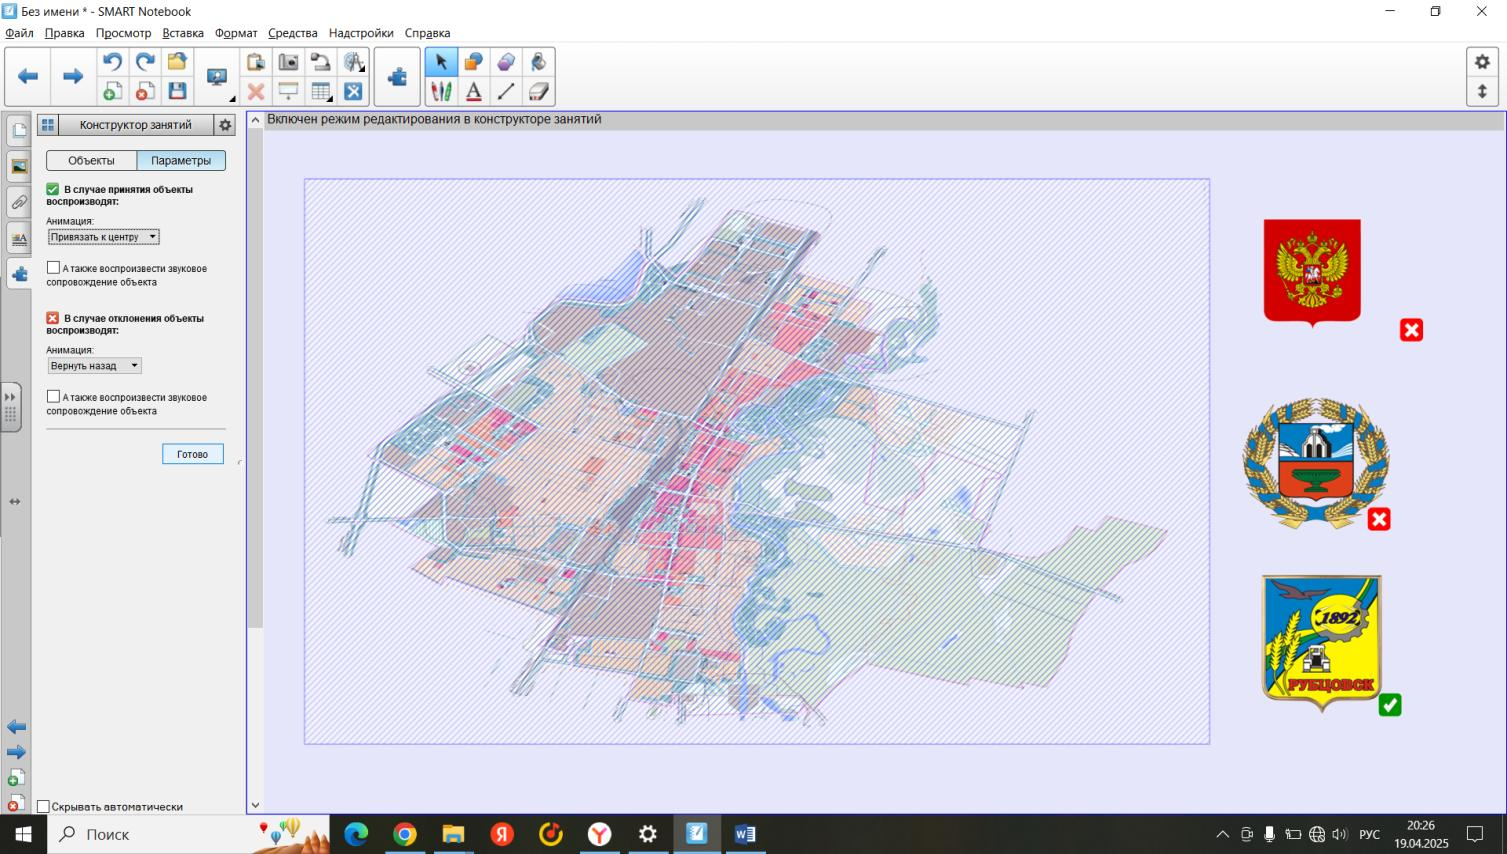 Без имени * - SMART Notebook
Файл Правка Просмотр Вставка Формат Средства Надстройки Справка
Конструктор занятий
Включен режим редактирования в конструкторе занятий
Объекты Параметры
В случае принятия объекты
воспроизводят:
Анимация:
Привязать к центру
А также воспроизвести звуковое
сопровождение объекта
В случае отклонения объекты
воспроизводят:
Анимация:
Вернуть назад
А также воспроизвести звуковое
сопровождение объекта
Готово
1892
РУБЦОВСК
Скрывать автоматически
Поиск
РУС
20:26
19.04.2025